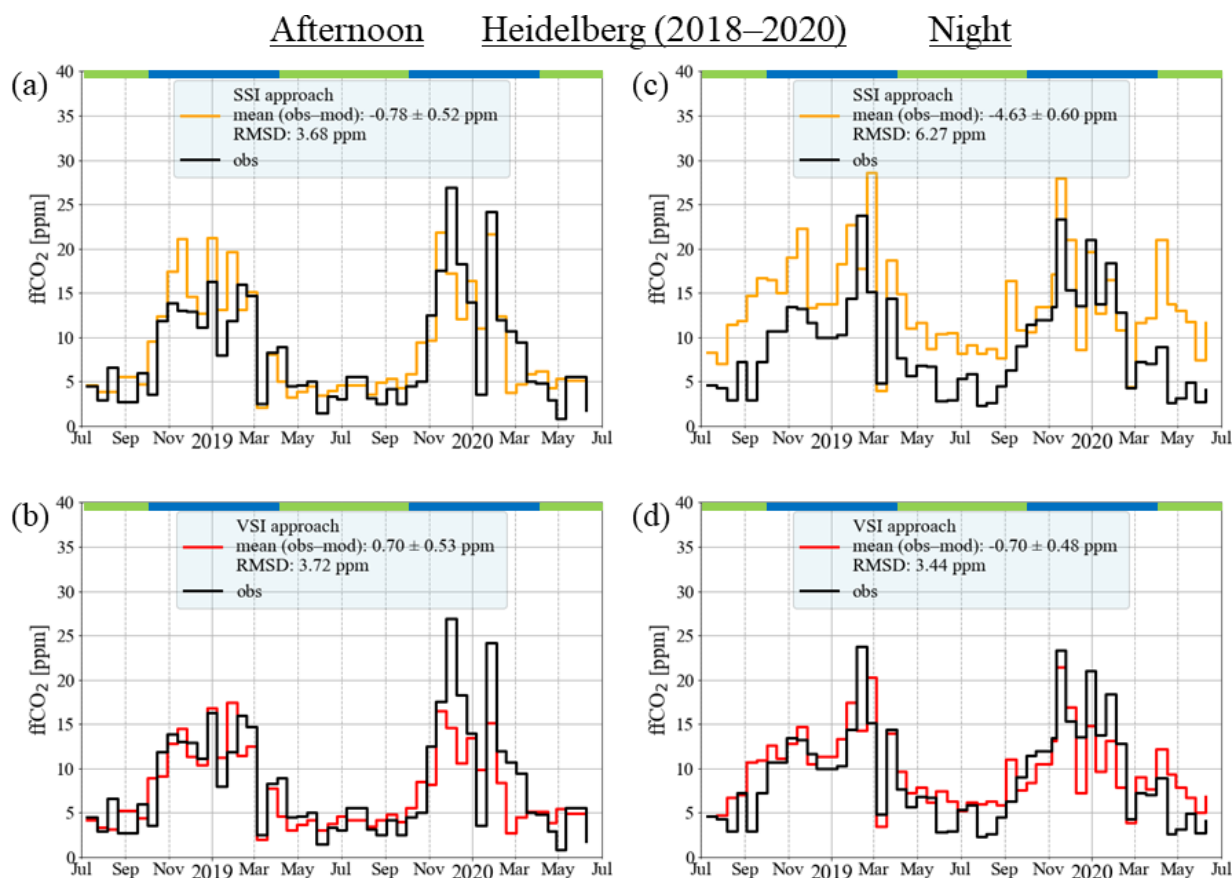 Afternoon Heidelberg (2018–2020) Night
(a)
ffCO₂ [ppm]
40
35
30
25
20
15
10
5
0
SSI approach
mean (obs–mod): -0.78 ± 0.52 ppm
RMSD: 3.68 ppm
obs
Jul Sep Nov 2019 Mar May Jul Sep Nov 2020 Mar May Jul
(c)
ffCO₂ [ppm]
40
35
30
25
20
15
10
5
0
SSI approach
mean (obs–mod): -4.63 ± 0.60 ppm
RMSD: 6.27 ppm
obs
Jul Sep Nov 2019 Mar May Jul Sep Nov 2020 Mar May Jul
(b)
ffCO₂ [ppm]
40
35
30
25
20
15
10
5
0
VSI approach
mean (obs–mod): 0.70 ± 0.53 ppm
RMSD: 3.72 ppm
obs
Jul Sep Nov 2019 Mar May Jul Sep Nov 2020 Mar May Jul
(d)
ffCO₂ [ppm]
40
35
30
25
20
15
10
5
0
VSI approach
mean (obs–mod): -0.70 ± 0.48 ppm
RMSD: 3.44 ppm
obs
Jul Sep Nov 2019 Mar May Jul Sep Nov 2020 Mar May Jul